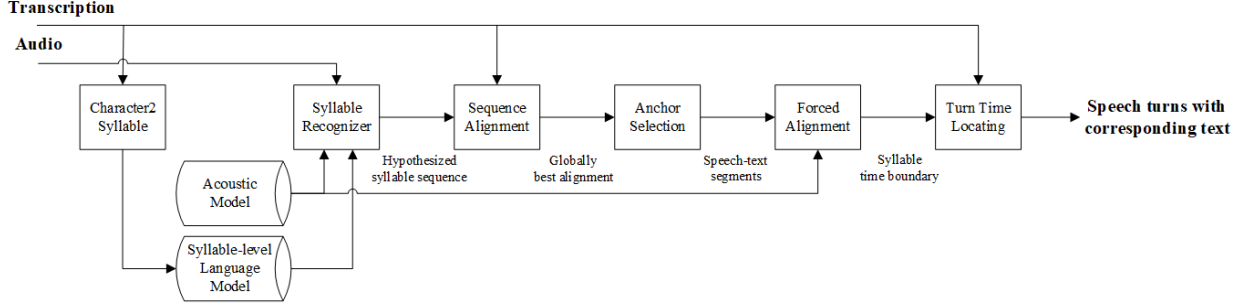 Transcription
Audio
Character2
Syllable
Syllable
Recognizer
Sequence
Alignment
Anchor
Selection
Forced
Alignment
Turn Time
Locating
Speech turns with
corresponding text
Hypothesized
syllable sequence
Globally
best alignment
Speech-text
segments
Syllable
time boundary
Acoustic
Model
Syllable-level
Language
Model